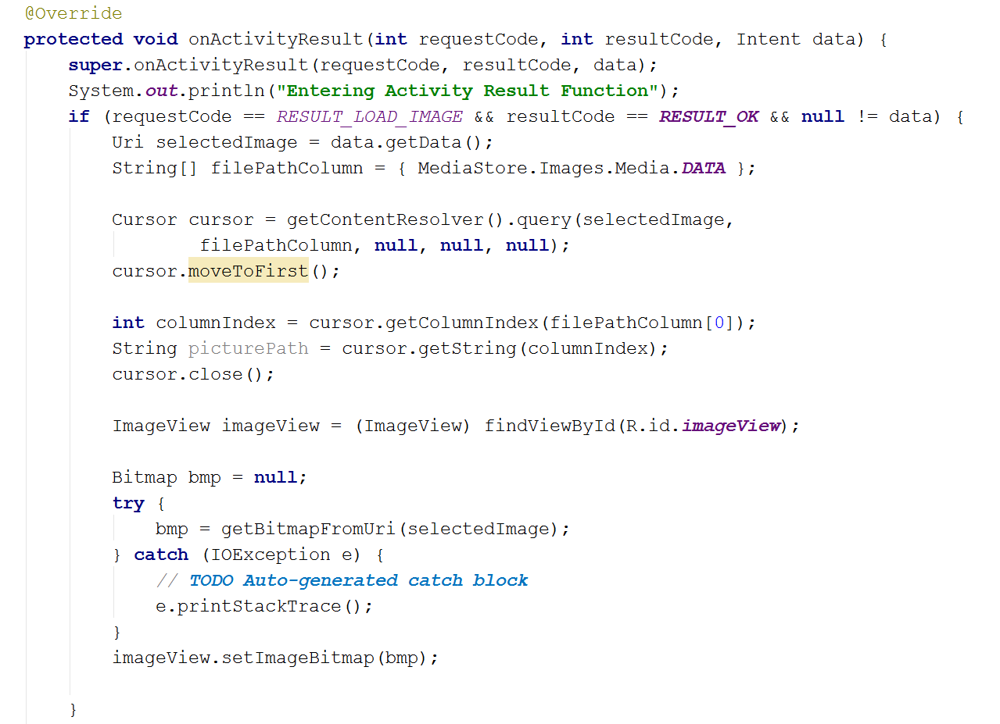 @Override
protected void onActivityResult(int requestCode, int resultCode, Intent data) {
    super.onActivityResult(requestCode, resultCode, data);
    System.out.println("Entering Activity Result Function");
    if (requestCode == RESULT_LOAD_IMAGE && resultCode == RESULT_OK && null != data) {
        Uri selectedImage = data.getData();
        String[] filePathColumn = { MediaStore.Images.Media.DATA };

        Cursor cursor = getContentResolver().query(selectedImage,
                filePathColumn, null, null, null);
        cursor.moveToFirst();

        int columnIndex = cursor.getColumnIndex(filePathColumn[0]);
        String picturePath = cursor.getString(columnIndex);
        cursor.close();

        ImageView imageView = (ImageView) findViewById(R.id.imageView);

        Bitmap bmp = null;
        try {
            bmp = getBitmapFromUri(selectedImage);
        } catch (IOException e) {
            // TODO Auto-generated catch block
            e.printStackTrace();
        }
        imageView.setImageBitmap(bmp);

    }